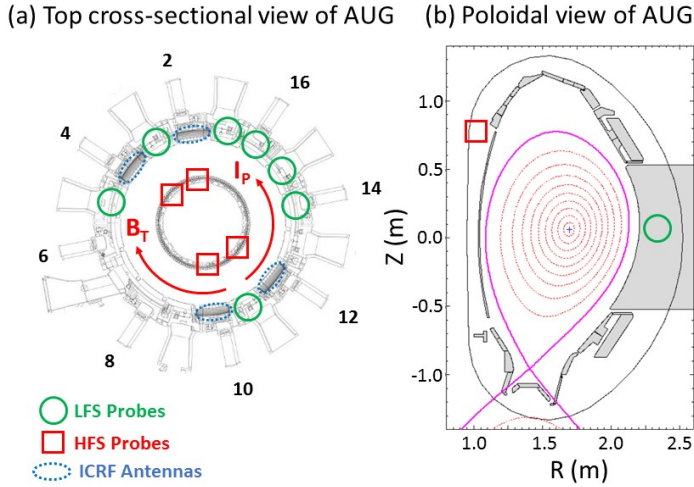 (a) Top cross-sectional view of AUG
2
16
4
14
I_P
B_T
6
12
8
10
LFS Probes
HFS Probes
ICRF Antennas
(b) Poloidal view of AUG
1.0
0.5
0.0
-0.5
-1.0
Z (m)
1.0 1.5 2.0 2.5
R (m)